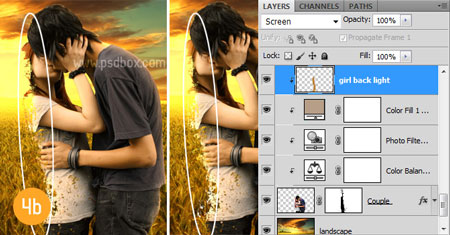 www.psdbox.com
4b
LAYERS CHANNELS PATHS
Screen Opacity: 100%
Unify: Propagate Frame 1
Lock: Fill: 100%
girl back light
Color Fill 1 ...
Photo Filte...
Color Balan...
Couple fx
landscape